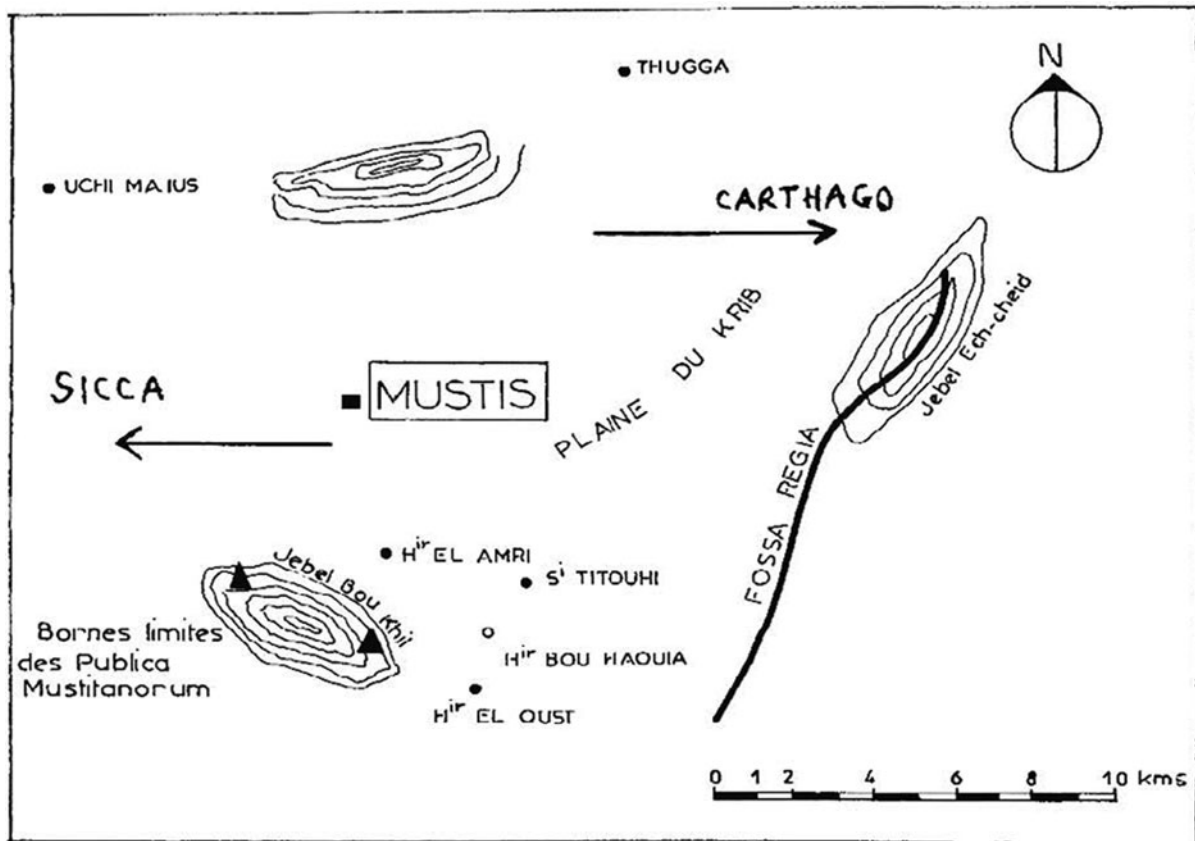 N
THUGGA
UCHI MAIUS
CARTHAGO
PLAINE DU KRIB
Jebel Ech-cheid
SICCA
MUSTIS
FOSSA REGIA
Hir EL AMRI
Si TITOUHI
Jebel Bou Khil
Bornes limites
des Publica
Mustitanorum
Hir BOU HAOUIA
Hir EL OUST
0 1 2 4 6 8 10 kms